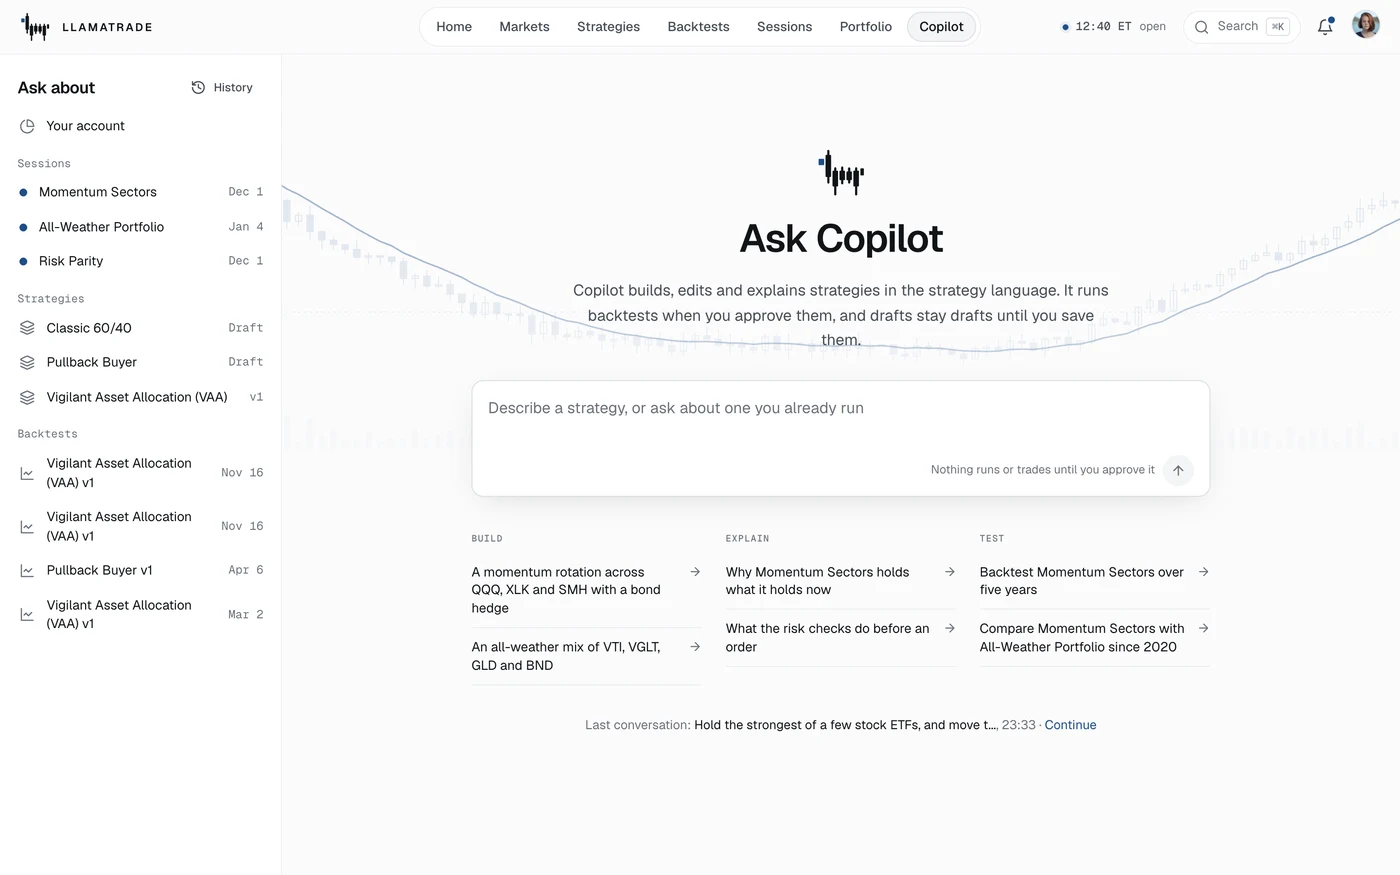 LLAMATRADE
Home Markets Strategies Backtests Sessions Portfolio Copilot
12:40 ET open
Search ⌘K
Ask about
History
Your account
Sessions
Momentum Sectors Dec 1
All-Weather Portfolio Jan 4
Risk Parity Dec 1
Strategies
Classic 60/40 Draft
Pullback Buyer Draft
Vigilant Asset Allocation (VAA) v1
Backtests
Vigilant Asset Allocation
(VAA) v1 Nov 16
Vigilant Asset Allocation
(VAA) v1 Nov 16
Pullback Buyer v1 Apr 6
Vigilant Asset Allocation
(VAA) v1 Mar 2
Ask Copilot
Copilot builds, edits and explains strategies in the strategy language. It runs
backtests when you approve them, and drafts stay drafts until you save
them.
Describe a strategy, or ask about one you already run
Nothing runs or trades until you approve it
BUILD
A momentum rotation across
QQQ, XLK and SMH with a bond
hedge
An all-weather mix of VTI, VGLT,
GLD and BND
EXPLAIN
Why Momentum Sectors holds
what it holds now
What the risk checks do before an
order
TEST
Backtest Momentum Sectors over
five years
Compare Momentum Sectors with
All-Weather Portfolio since 2020
Last conversation: Hold the strongest of a few stock ETFs, and move t..., 23:33 · Continue